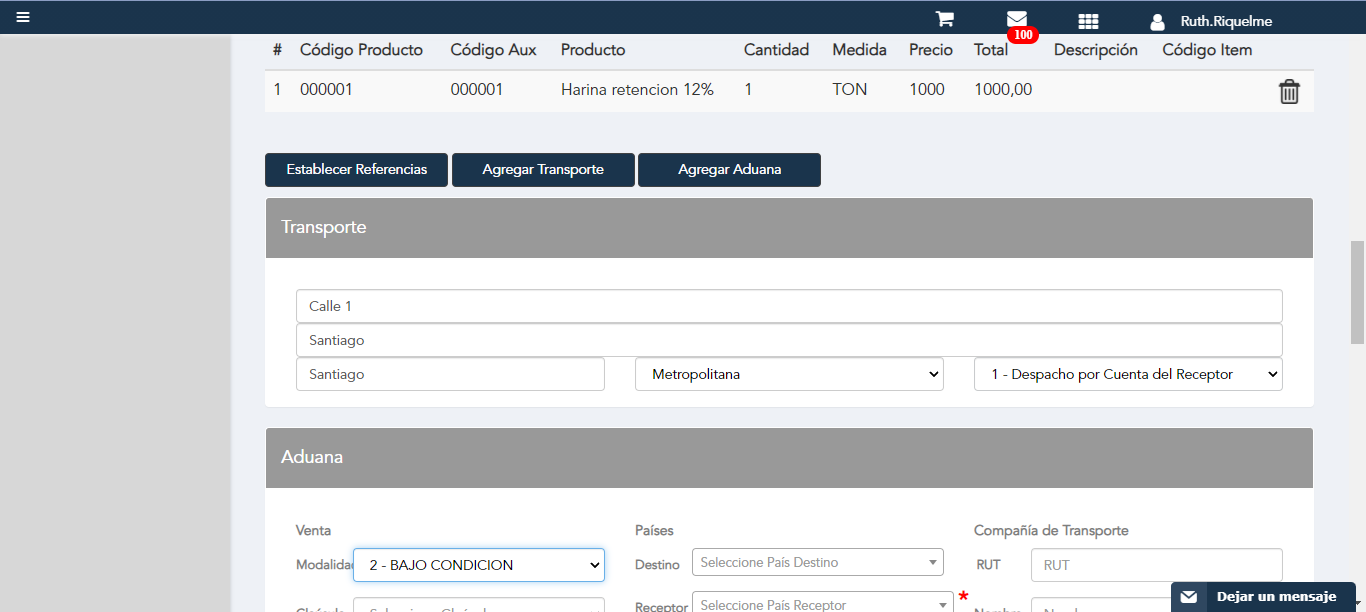 Ruth.Riquelme
100
# Código Producto Código Aux Producto Cantidad Medida Precio Total Descripción Código Item
1 000001 000001 Harina retencion 12% 1 TON 1000 1000,00
Establecer Referencias Agregar Transporte Agregar Aduana
Transporte
Calle 1
Santiago
Santiago Metropolitana 1 - Despacho por Cuenta del Receptor
Aduana
Venta Países Compañía de Transporte
Modalidad 2 - BAJO CONDICION Destino Seleccione País Destino RUT RUT
Receptor Seleccione País Receptor *
Dejar un mensaje